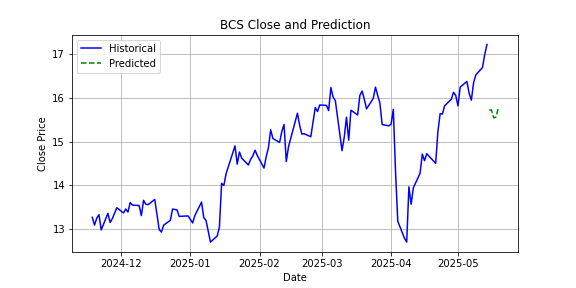 BCS Close and Prediction
Historical
Predicted
17
16
15
14
13
Close Price
2024-12
2025-01
2025-02
2025-03
2025-04
2025-05
Date